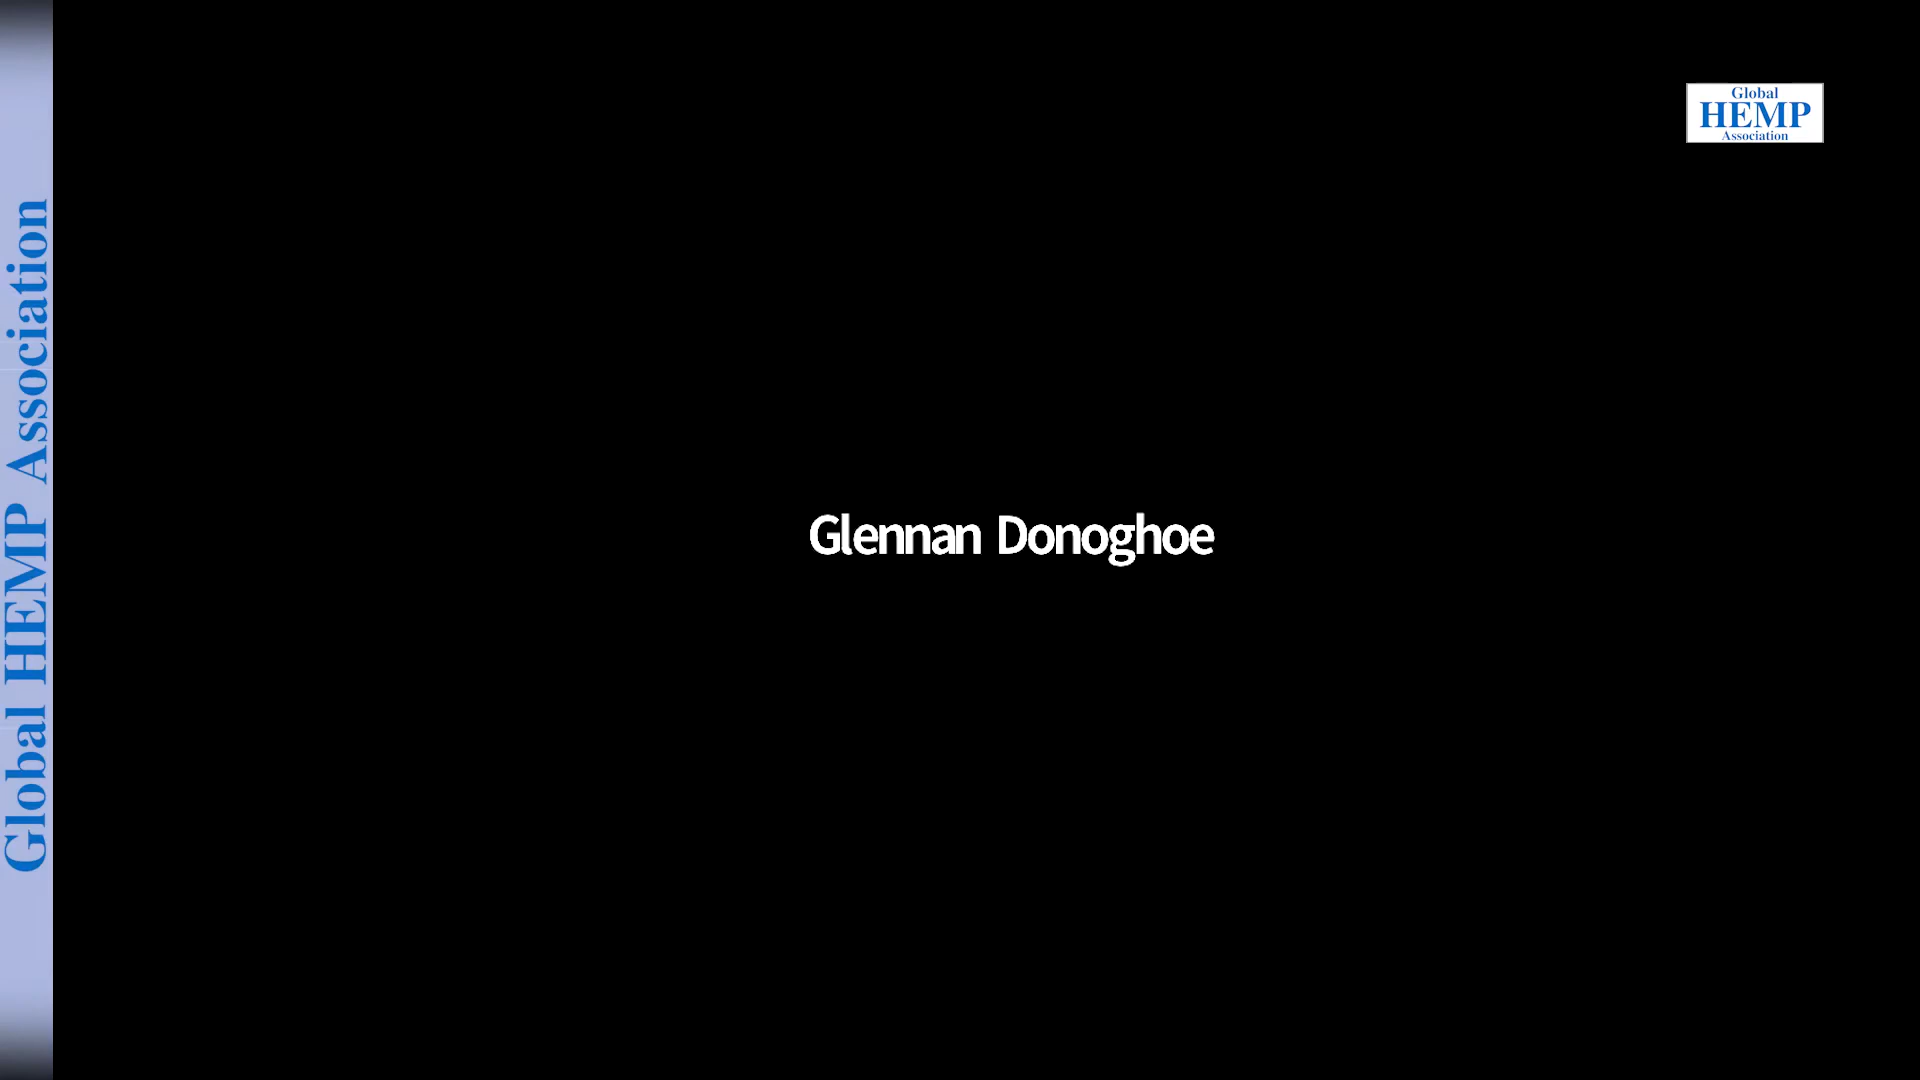 Global HEMP Association
Global
HEMP
Association
Glennan Donoghoe